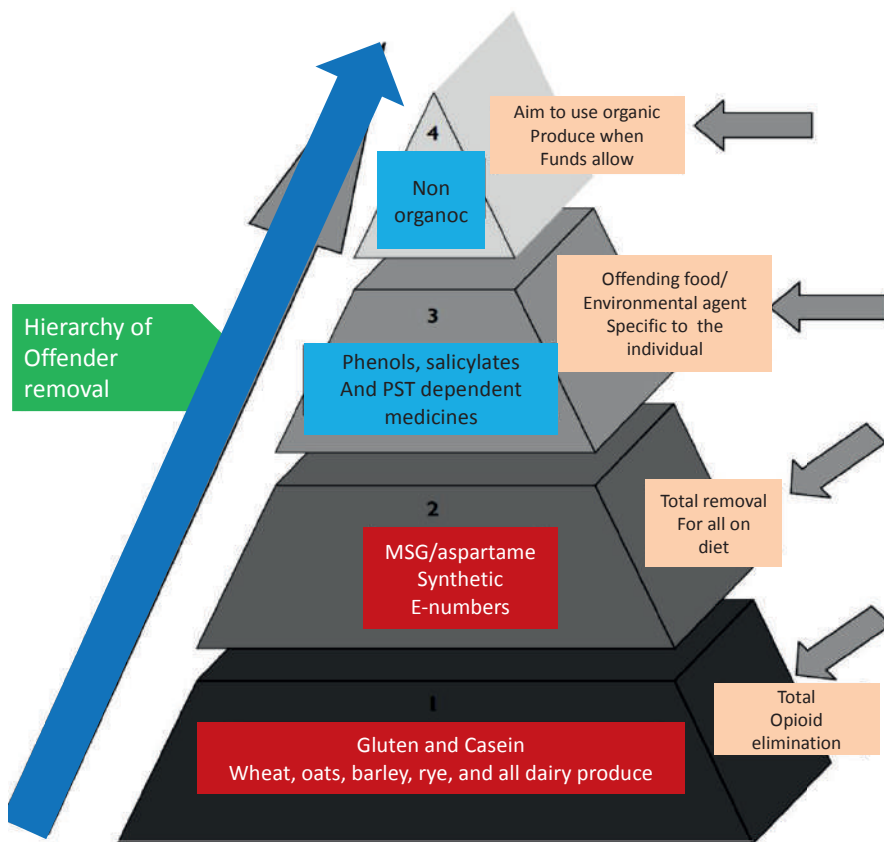 4
Non
organoc
Aim to use organic
Produce when
Funds allow
Hierarchy of
Offender
removal
3
Phenols, salicylates
And PST dependent
medicines
Offending food/
Environmental agent
Specific to the
individual
2
MSG/aspartame
Synthetic
E-numbers
Total removal
For all on
diet
1
Gluten and Casein
Wheat, oats, barley, rye, and all dairy produce
Total
Opioid
elimination